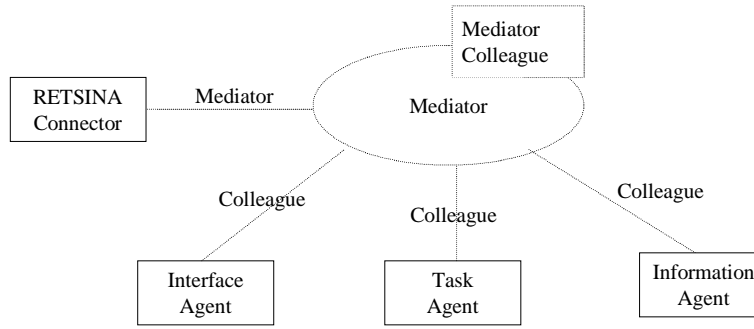 Mediator
Colleague
RETSINA
Connector
Mediator
Mediator
Colleague
Colleague
Colleague
Interface
Agent
Task
Agent
Information
Agent